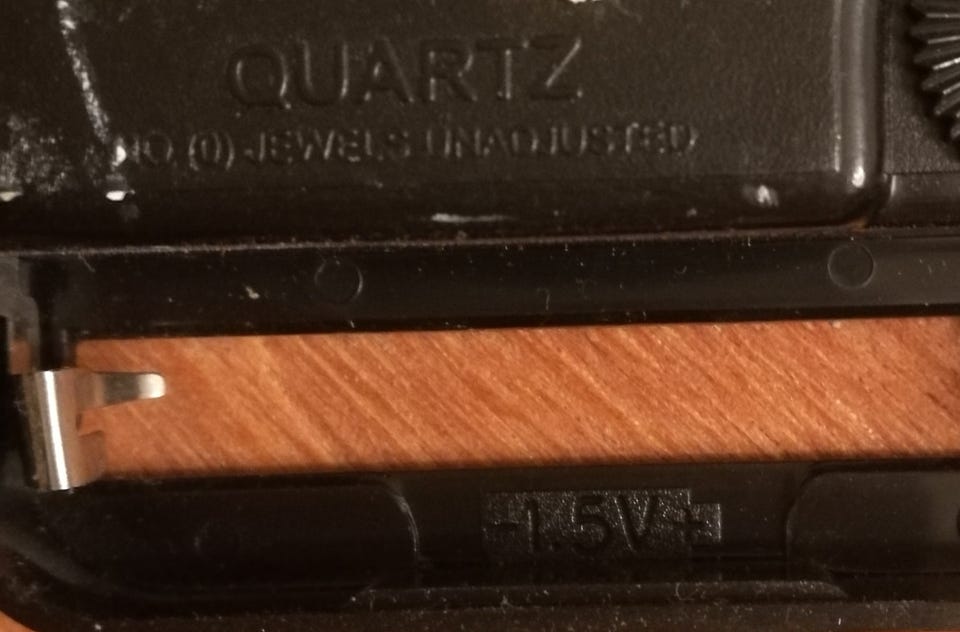 QUARTZ
NO (0) JEWELS UNADJUSTED
-1.5V+